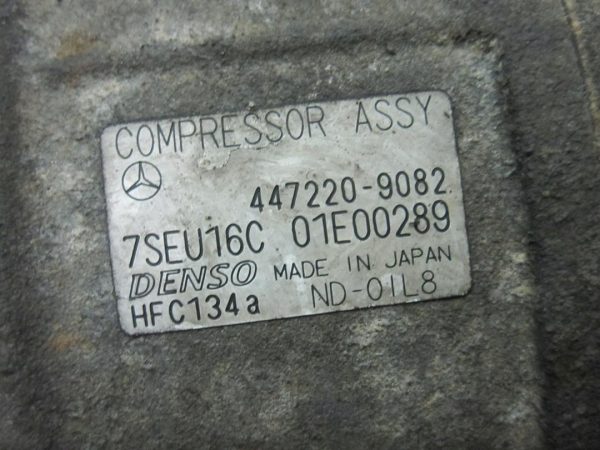 COMPRESSOR ASSY
447220-9082
7SEU16C 01E00289
DENSO MADE IN JAPAN
HFC134a ND-OIL8